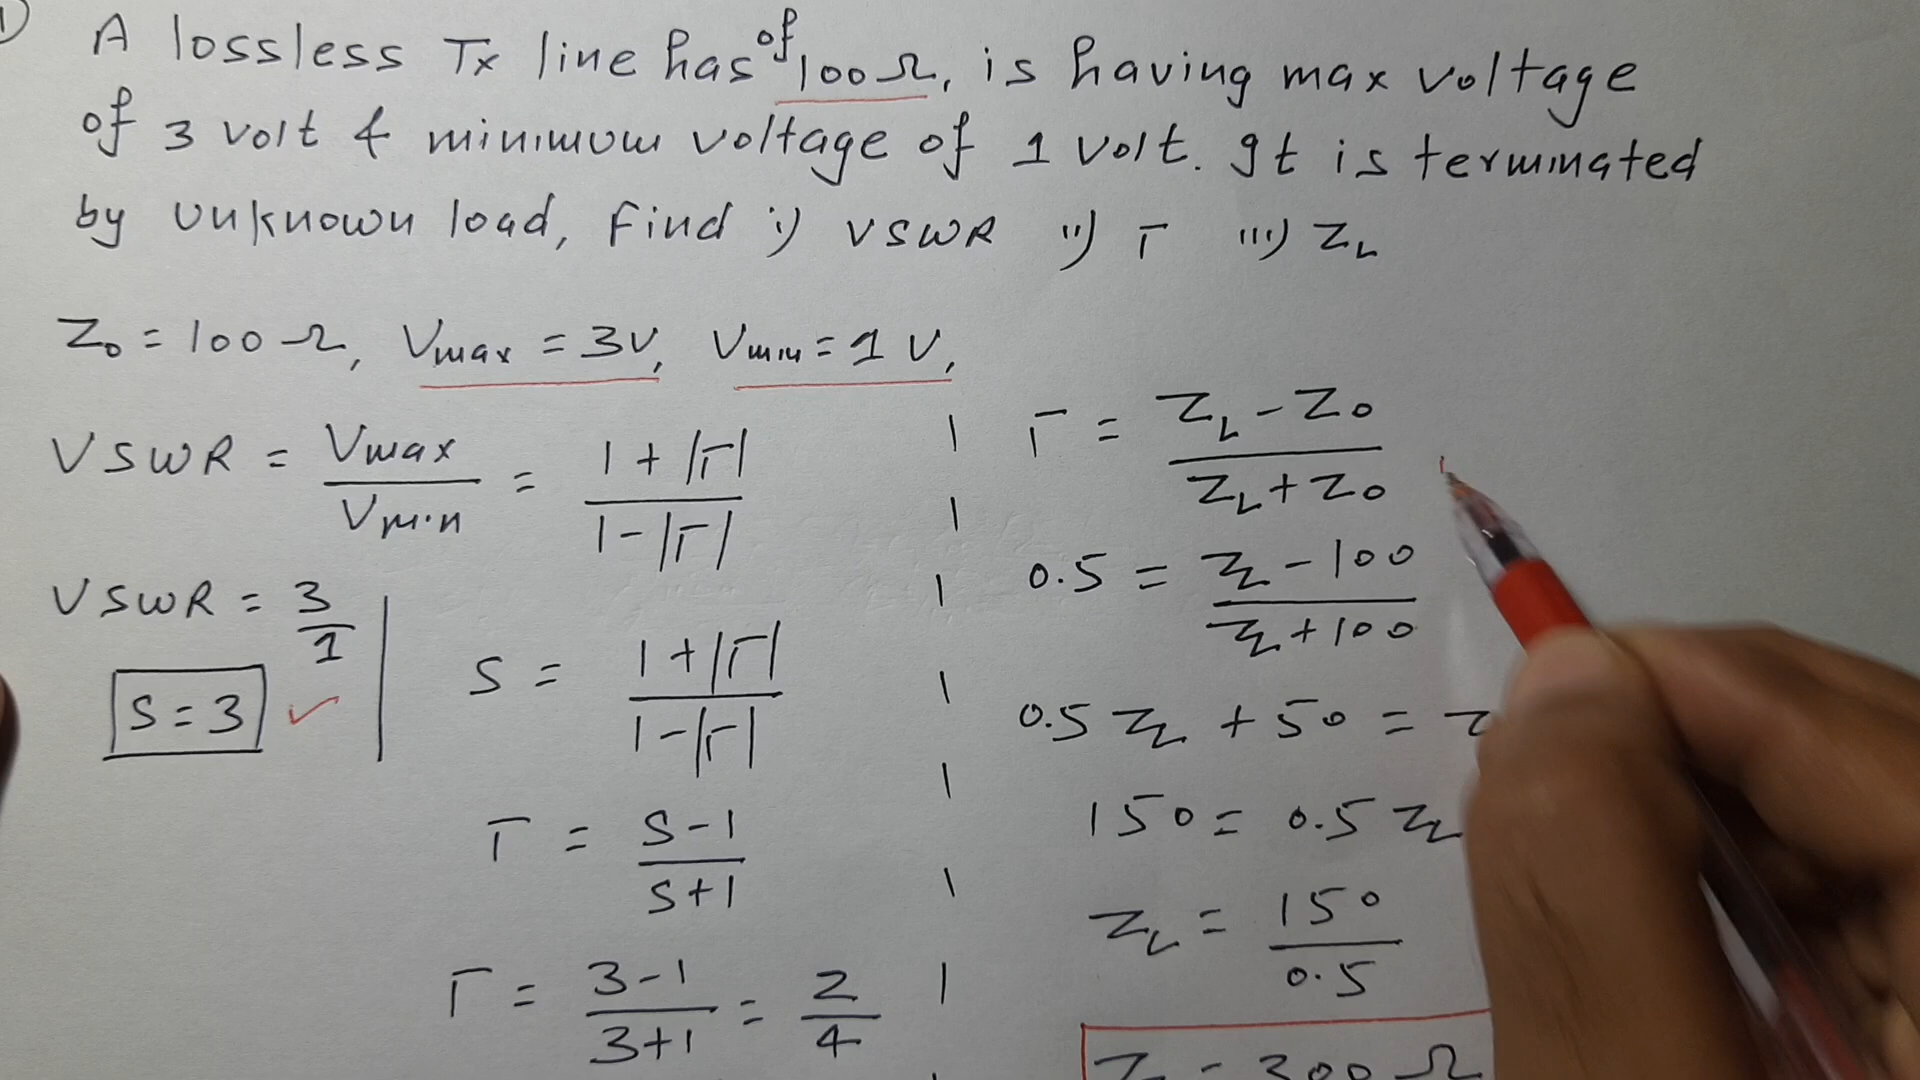 A lossless Tx line has of 100 Ω, is having max voltage
of 3 volt & minimum voltage of 1 volt. It is terminated
by unknown load, Find i) VSWR ii) Γ iii) ZL
Z0 = 100 Ω, Vmax = 3V, Vmin = 1 V,
VSWR = Vmax / Vmin = 1 + |Γ| / 1 - |Γ|
VSWR = 3 / 1
S = 3 ✓
S = 1 + |Γ| / 1 - |Γ|
Γ = S - 1 / S + 1
Γ = 3 - 1 / 3 + 1 = 2 / 4
Γ = ZL - Z0 / ZL + Z0
0.5 = ZL - 100 / ZL + 100
0.5 ZL + 50 = Z
150 = 0.5 ZL
ZL = 150 / 0.5
Z = 300 Ω